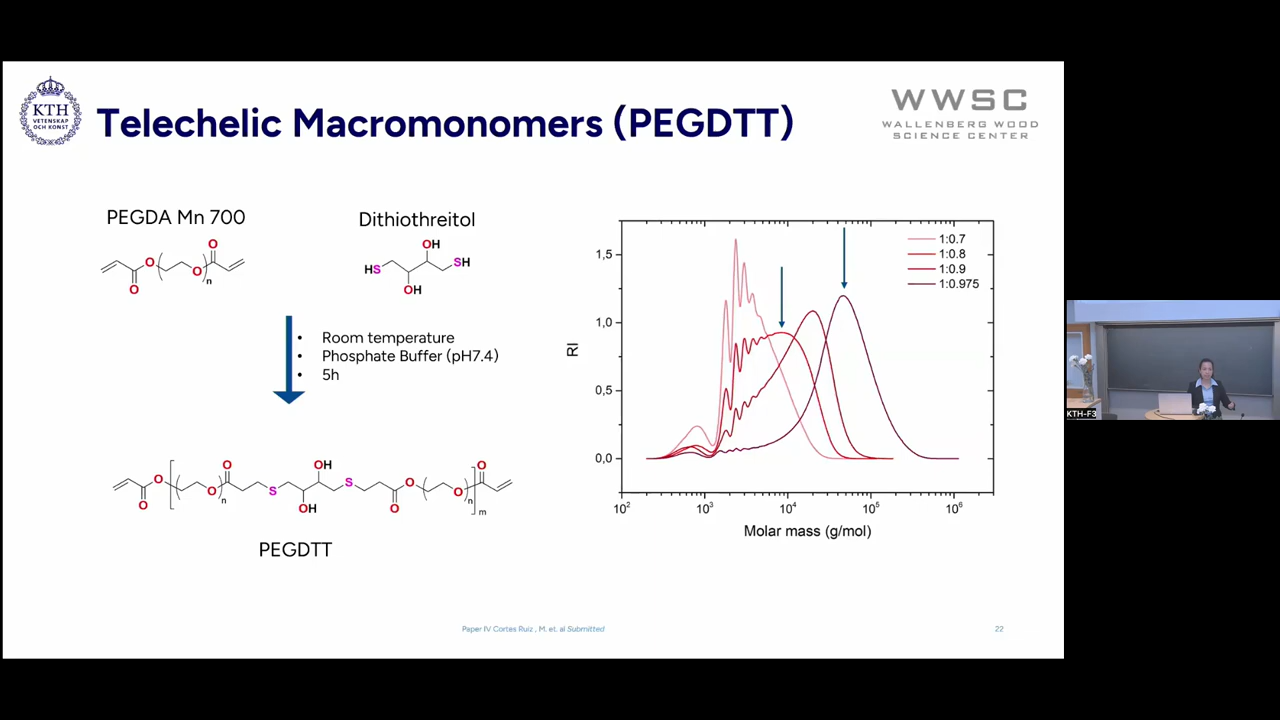 KTH
VETENSKAP
OCH KONST
Telechelic Macromonomers (PEGDTT)
WWSC
WALLENBERG WOOD
SCIENCE CENTER
PEGDA Mn 700
Dithiothreitol
O
O
O
O
n
HS
OH
SH
OH
• Room temperature
• Phosphate Buffer (pH7.4)
• 5h
O
O
O
n
O
S
OH
OH
S
O
O
O
n
O
m
PEGDTT
RI
1,5
1,0
0,5
0,0
1:0.7
1:0.8
1:0.9
1:0.975
10²
10³
10⁴
10⁵
10⁶
Molar mass (g/mol)
Paper IV Cortes Ruiz , M. et. al Submitted
22
KTH-F3